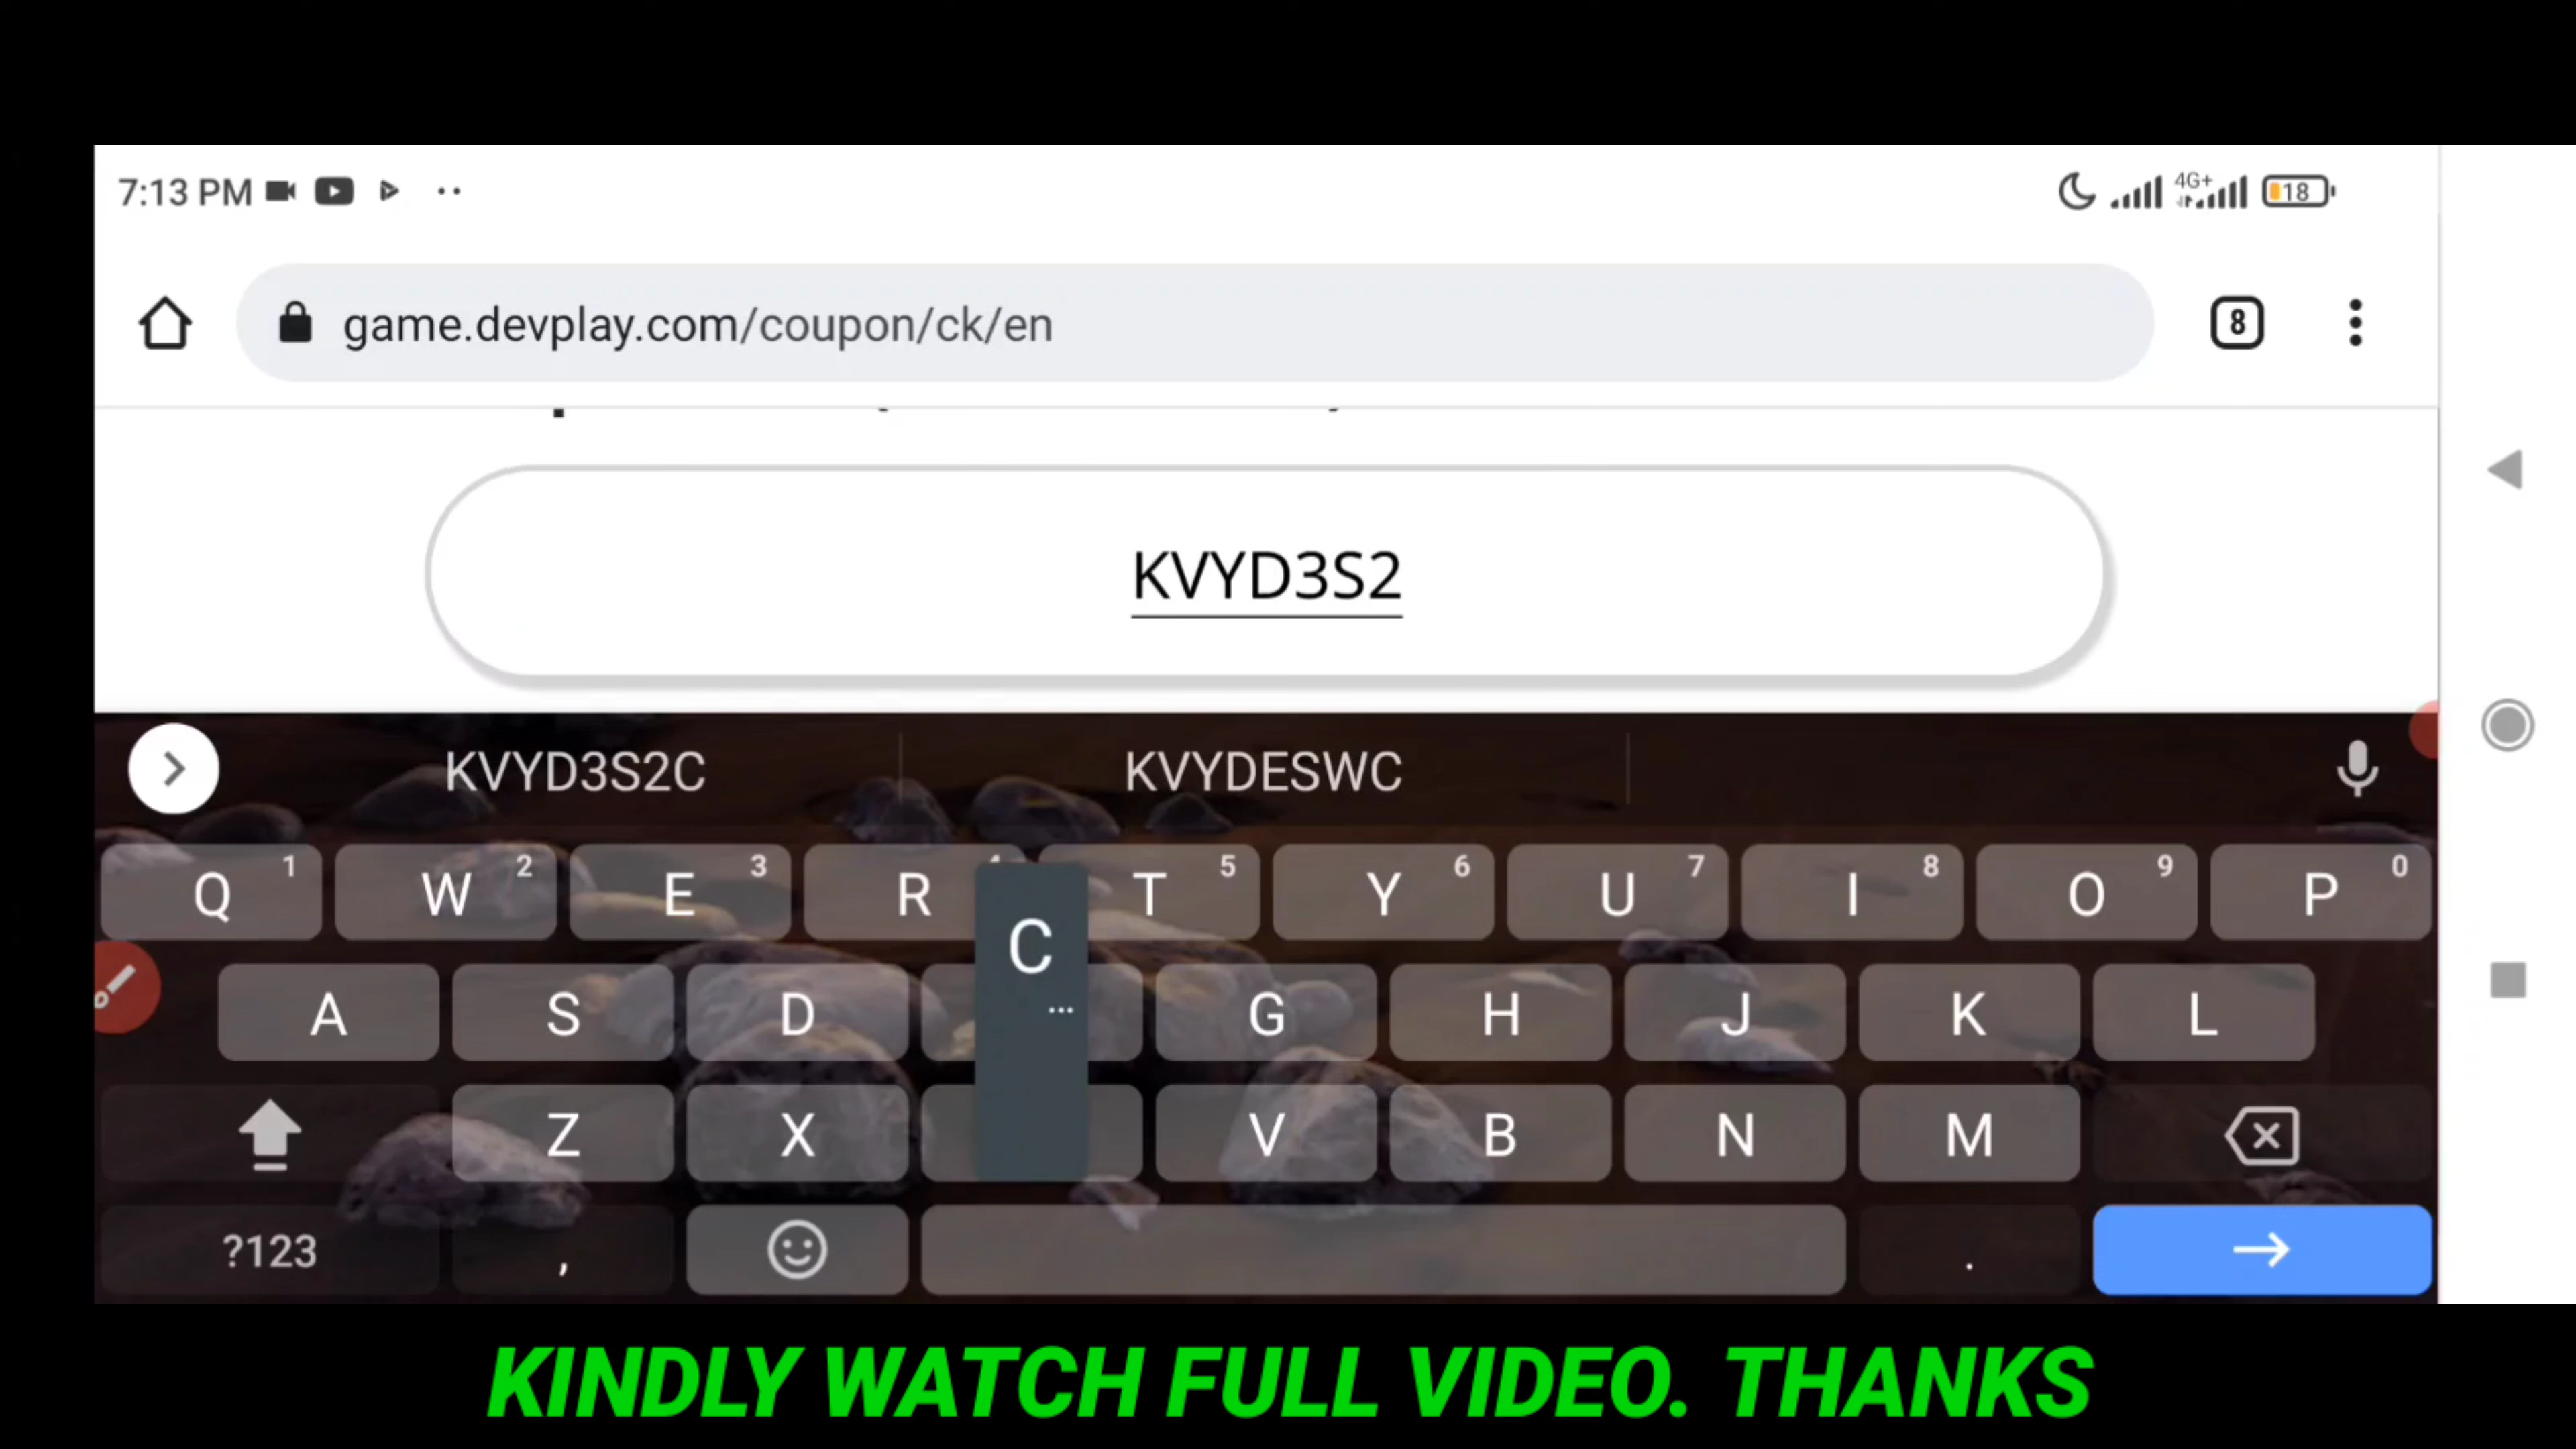 7:13 PM 4G+ 18
game.devplay.com/coupon/ck/en 8
KVYD3S2
KVYD3S2C KVYDESWC
Q 1 W 2 E 3 R T 5 Y 6 U 7 I 8 O 9 P 0
C ...
A S D G H J K L
Z X V B N M
?123 , .
KINDLY WATCH FULL VIDEO. THANKS